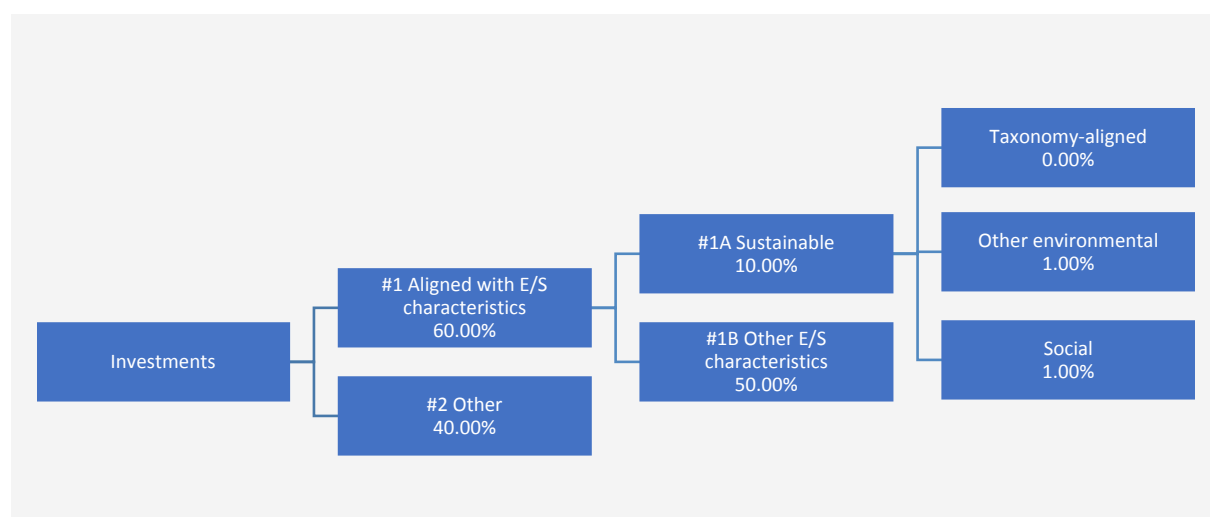 Investments
#1 Aligned with E/S
characteristics
60.00%
#2 Other
40.00%
#1A Sustainable
10.00%
#1B Other E/S
characteristics
50.00%
Taxonomy-aligned
0.00%
Other environmental
1.00%
Social
1.00%